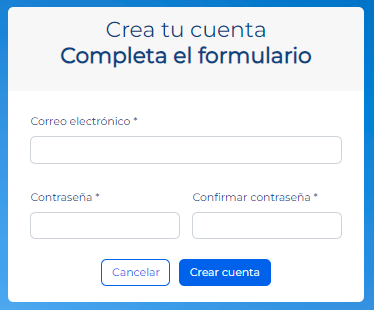 Crea tu cuenta
Completa el formulario
Correo electrónico *
Contraseña * Confirmar contraseña *
Cancelar Crear cuenta